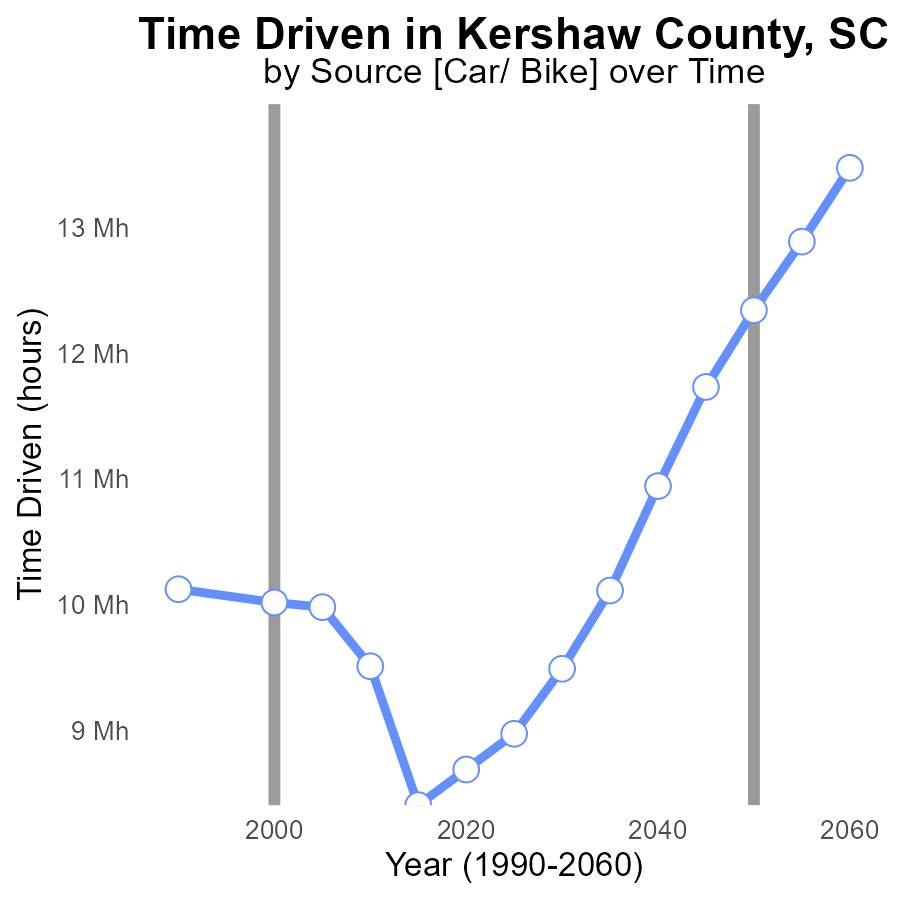 Time Driven in Kershaw County, SC
by Source [Car/ Bike] over Time
Time Driven (hours)
13 Mh
12 Mh
11 Mh
10 Mh
9 Mh
2000
2020
2040
2060
Year (1990-2060)